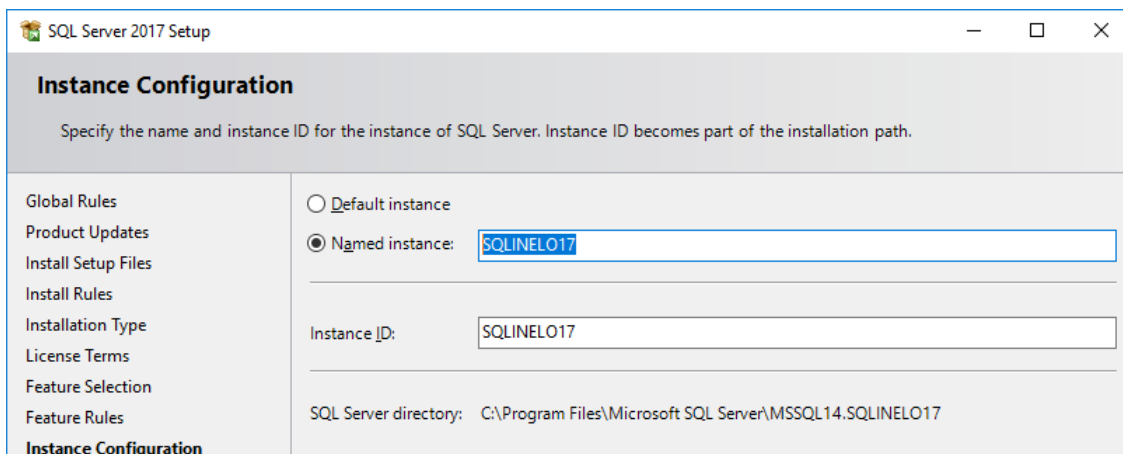 SQL Server 2017 Setup
Instance Configuration
Specify the name and instance ID for the instance of SQL Server. Instance ID becomes part of the installation path.
Global Rules
Product Updates
Install Setup Files
Install Rules
Installation Type
License Terms
Feature Selection
Feature Rules
Instance Configuration
Default instance
Named instance: SQLINELO17
Instance ID: SQLINELO17
SQL Server directory: C:\Program Files\Microsoft SQL Server\MSSQL14.SQLINELO17